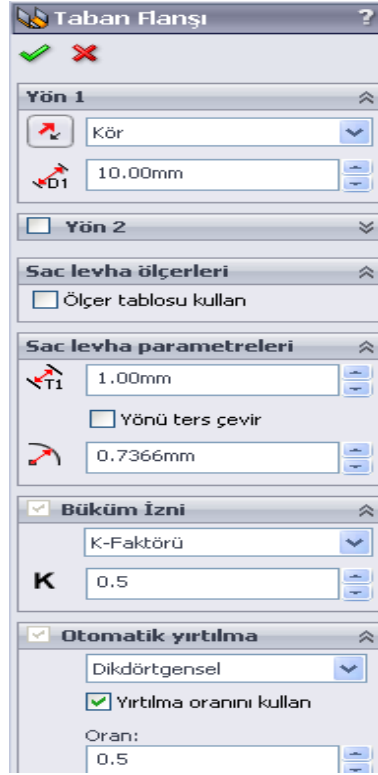 Taban Flanşı ?
Yön 1
Kör
D1 10.00mm
Yön 2
Sac levha ölçerleri
Ölçer tablosu kullan
Sac levha parametreleri
T1 1.00mm
Yönü ters çevir
0.7366mm
Büküm İzni
K-Faktörü
K 0.5
Otomatik yırtılma
Dikdörtgensel
Yırtılma oranını kullan
Oran:
0.5